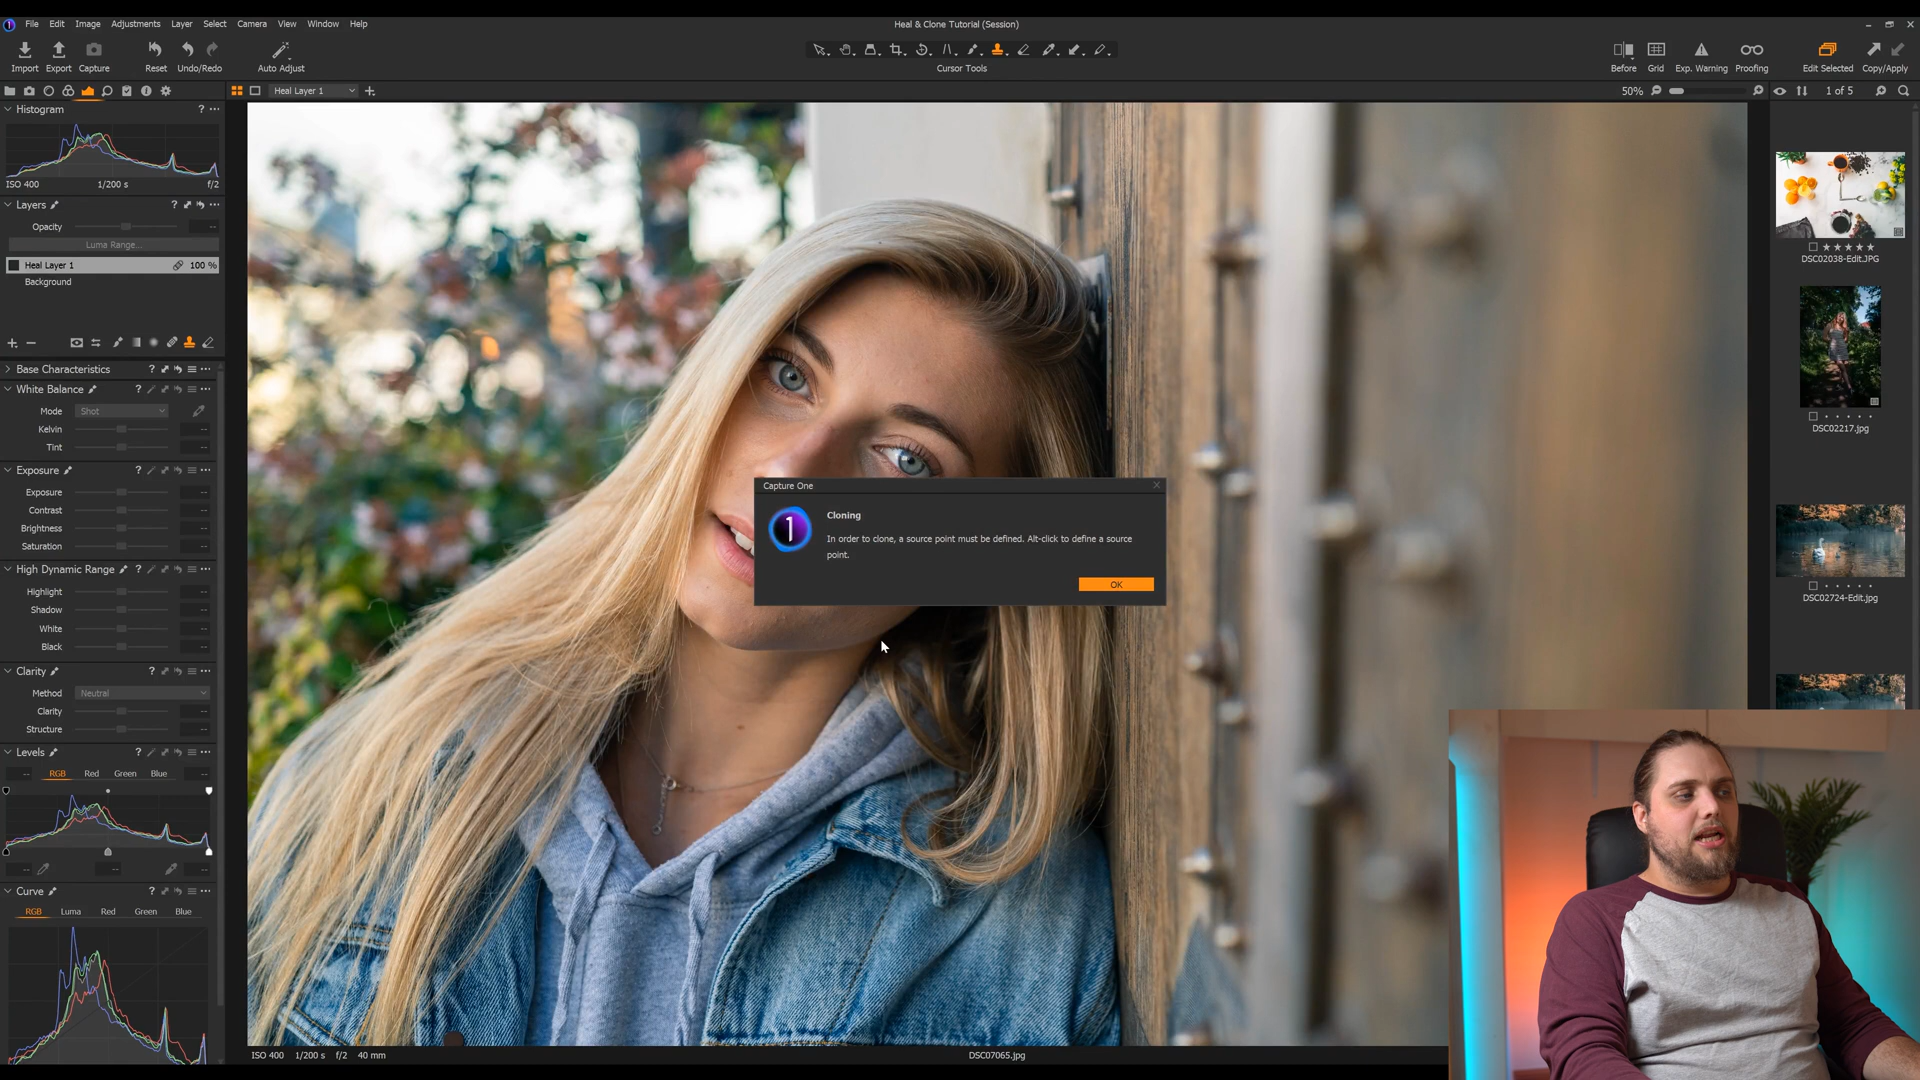 File Edit Image Adjustments Layer Select Camera View Window Help
Heal & Clone Tutorial (Session)
Import Export Capture Reset Undo/Redo Auto Adjust
Cursor Tools
Before Grid Exp. Warning Proofing Edit Selected Copy/Apply
Heal Layer 1
50%
1 of 5
Histogram ?
ISO 400 1/200 s f/2
Layers ?
Opacity --
Luma Range...
Heal Layer 1 100 %
Background
Base Characteristics ?
White Balance ?
Mode Shot
Kelvin --
Tint --
Exposure ?
Exposure --
Contrast --
Brightness --
Saturation --
High Dynamic Range ?
Highlight --
Shadow --
White --
Black --
Clarity ?
Method Neutral
Clarity --
Structure --
Levels ?
-- RGB Red Green Blue --
-- -- --
Curve ?
RGB Luma Red Green Blue
Capture One
1
Cloning
In order to clone, a source point must be defined. Alt-click to define a source
point.
OK
DSC02038-Edit.JPG
DSC02217.jpg
DSC02724-Edit.jpg
ISO 400 1/200 s f/2 40 mm
DSC07065.jpg